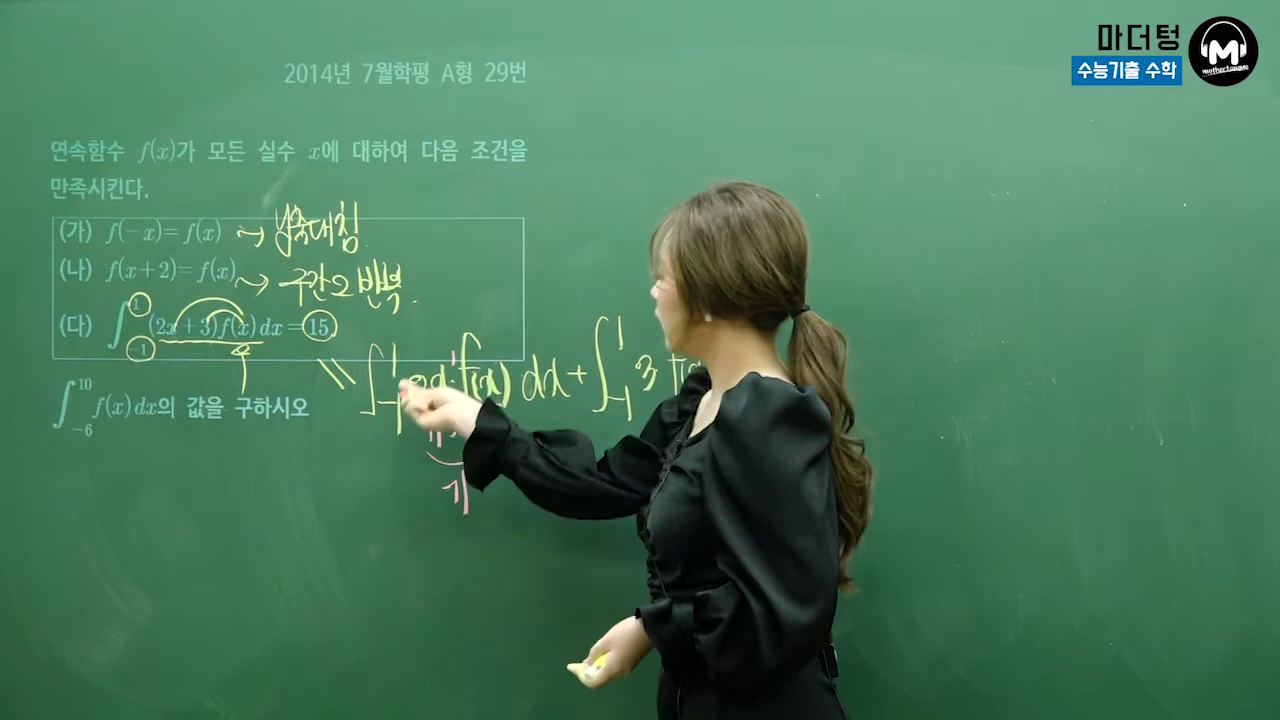 마더텅
수능기출 수학
M
mothertongue
2014년 7월학평 A형 29번
연속함수 f(x)가 모든 실수 x에 대하여 다음 조건을
만족시킨다.
(가) f(-x)=f(x) → y축대칭.
(나) f(x+2)=f(x) → 구간2 반복.
(다) ∫_{-1}^{1} (2x+3)f(x)dx=15
∫_{-1}^{1} 2x·f(x) dx + ∫_{-1}^{1} 3
∫_{-6}^{10} f(x)dx의 값을 구하시오
기